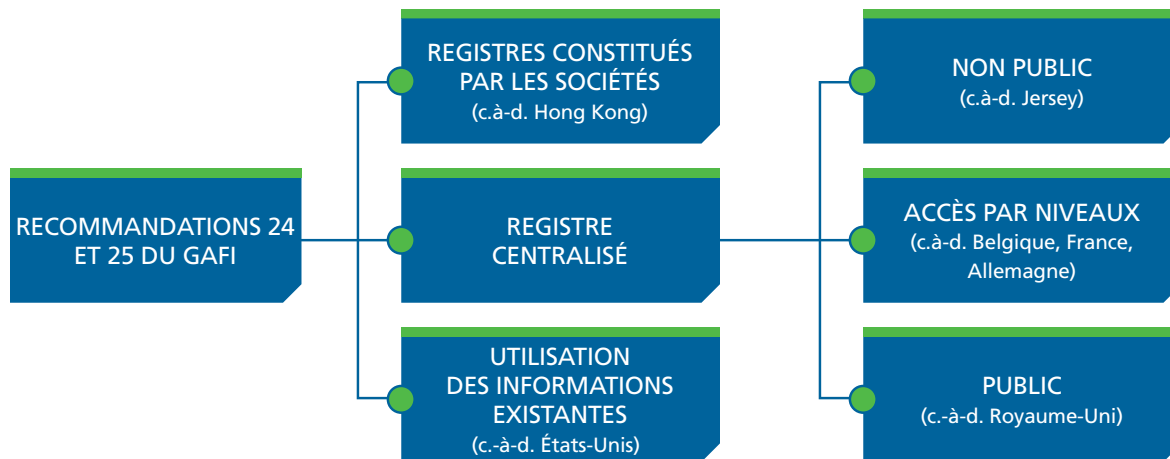 RECOMMANDATIONS 24
ET 25 DU GAFI
REGISTRES CONSTITUÉS
PAR LES SOCIÉTÉS
(c.à-d. Hong Kong)
REGISTRE
CENTRALISÉ
UTILISATION
DES INFORMATIONS
EXISTANTES
(c.-à-d. États-Unis)
NON PUBLIC
(c.à-d. Jersey)
ACCÈS PAR NIVEAUX
(c.à-d. Belgique, France,
Allemagne)
PUBLIC
(c.-à-d. Royaume-Uni)